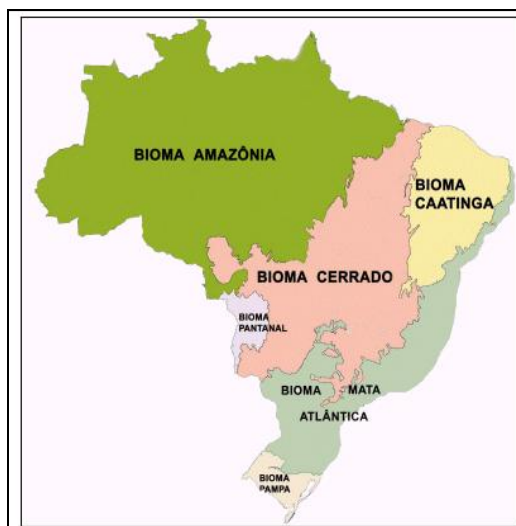 BIOMA AMAZÔNIA
BIOMA
CAATINGA
BIOMA CERRADO
BIOMA
PANTANAL
BIOMA MATA
ATLÂNTICA
BIOMA
PAMPA